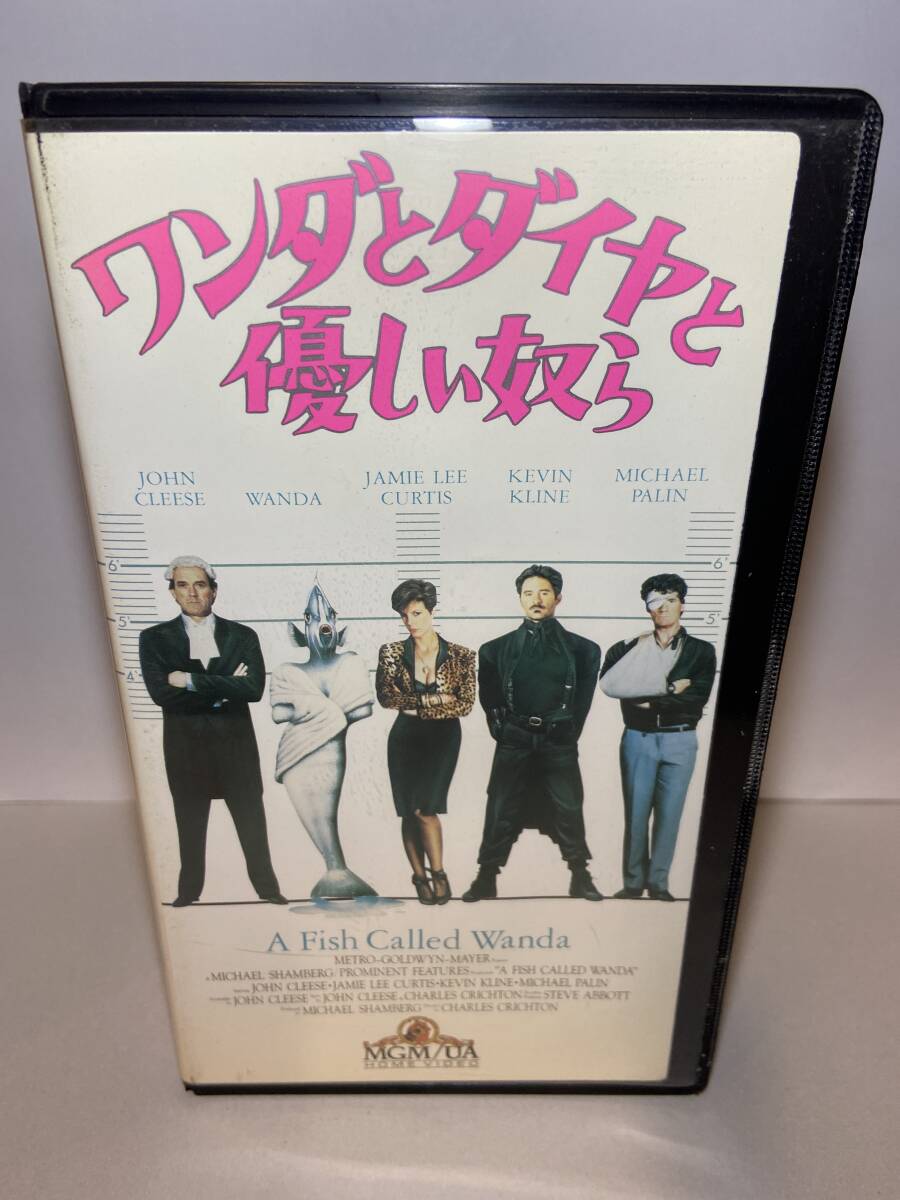 ワンダとダイヤと
優しい奴ら
JOHN CLEESE
WANDA
JAMIE LEE CURTIS
KEVIN KLINE
MICHAEL PALIN
6' 6'
5' 5'
4'
A Fish Called Wanda
METRO-GOLDWYN-MAYER
A MICHAEL SHAMBERG/PROMINENT FEATURES "A FISH CALLED WANDA"
JOHN CLEESE • JAMIE LEE CURTIS • KEVIN KLINE • MICHAEL PALIN
JOHN CLEESE JOHN CLEESE & CHARLES CRICHTON STEVE ABBOTT
MICHAEL SHAMBERG CHARLES CRICHTON
MGM/UA
HOME VIDEO